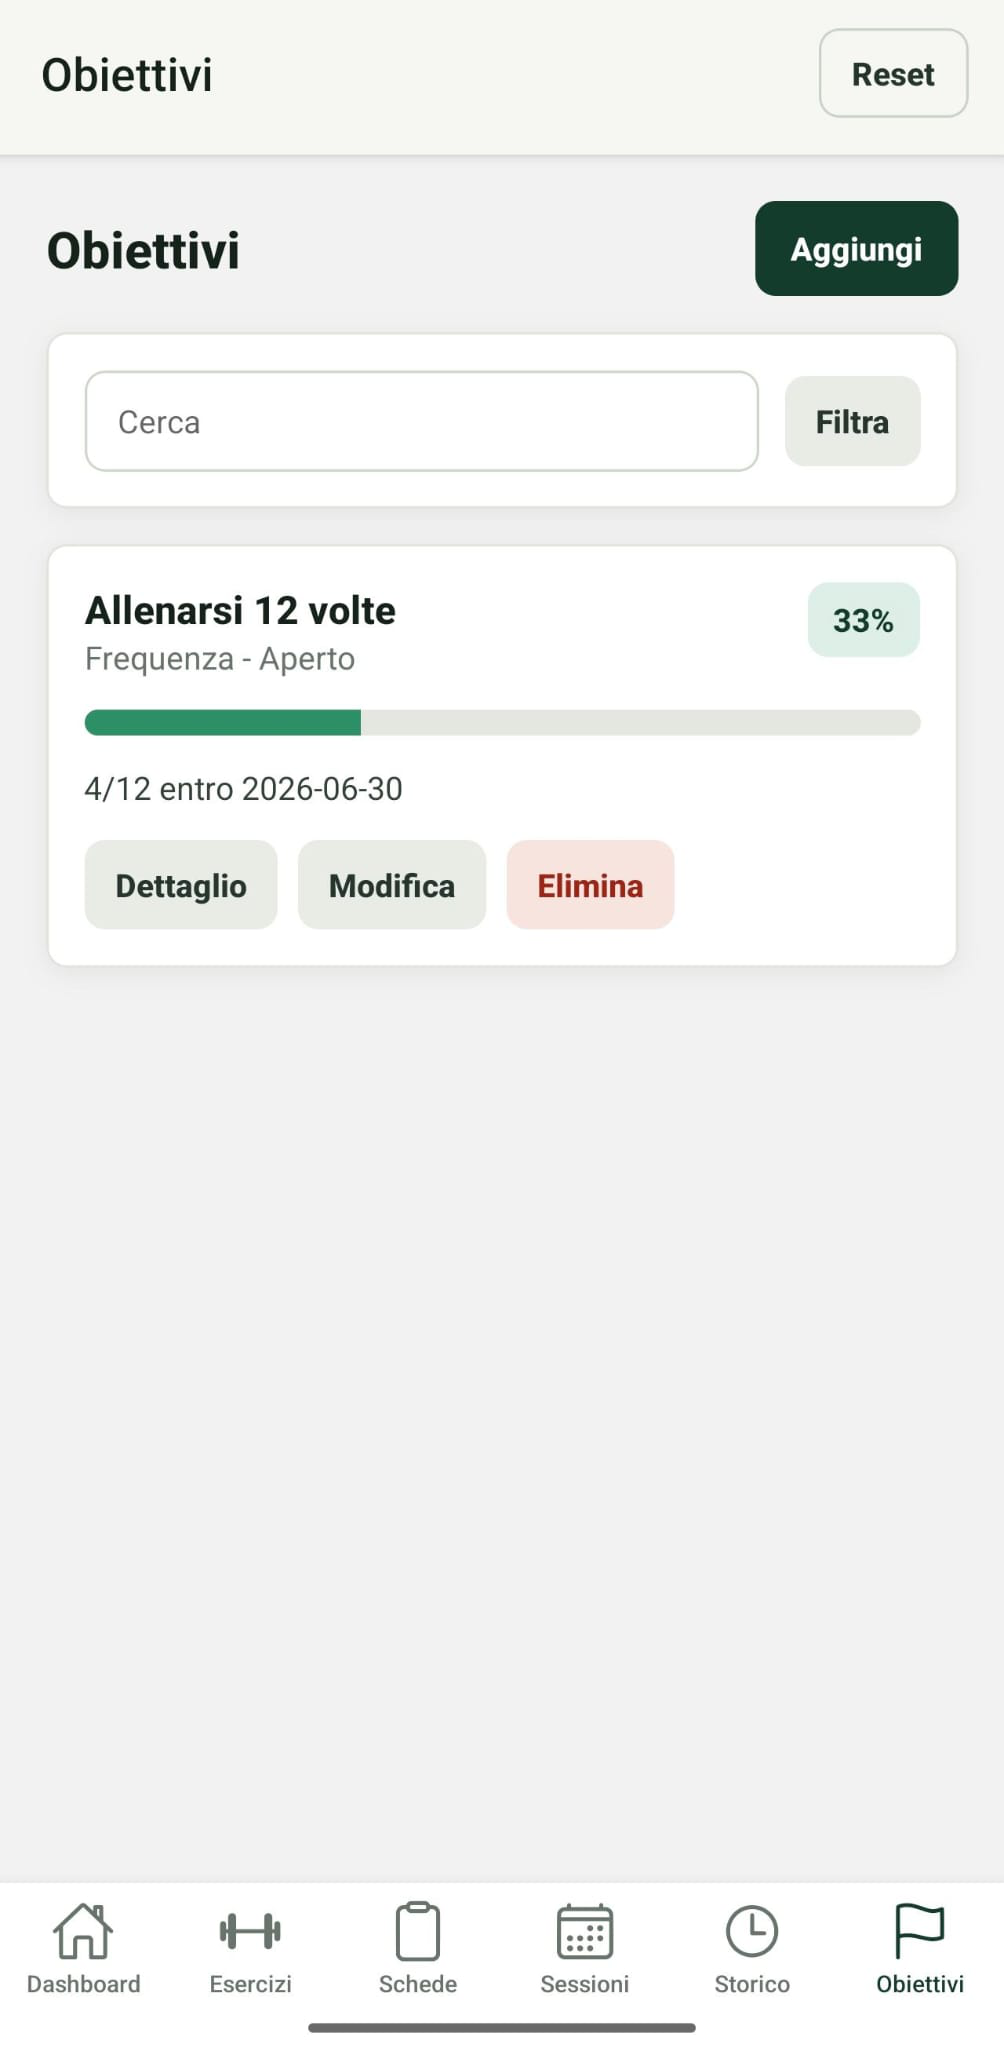 Obiettivi
Reset
Obiettivi
Aggiungi
Cerca
Filtra
Allenarsi 12 volte
33%
Frequenza - Aperto
4/12 entro 2026-06-30
Dettaglio
Modifica
Elimina
Dashboard
Esercizi
Schede
Sessioni
Storico
Obiettivi